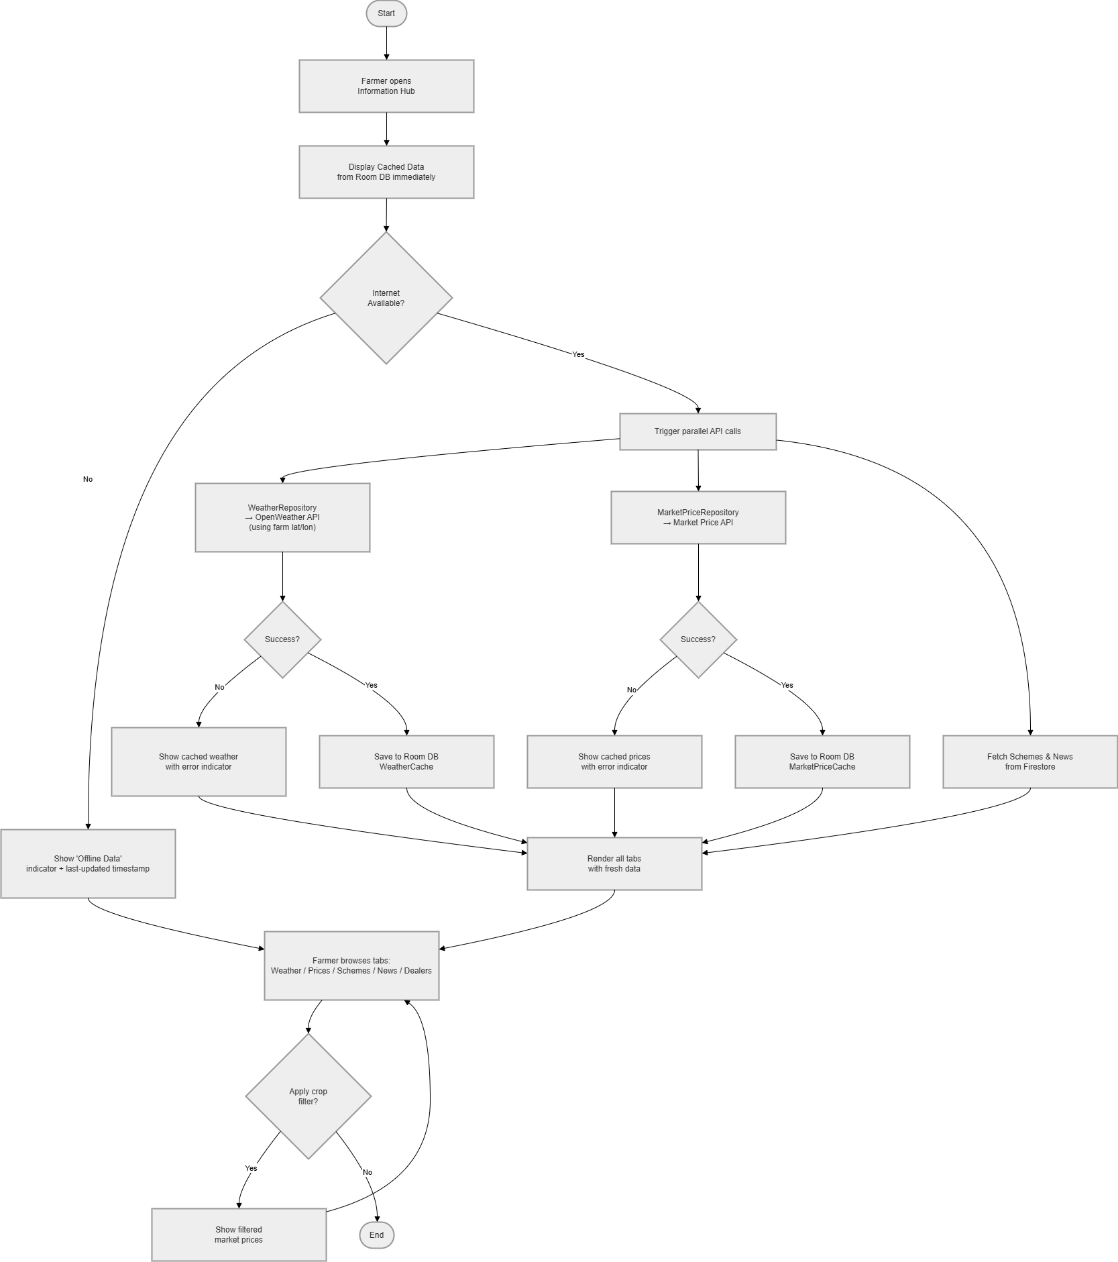 Start
Farmer opens
Information Hub
Display Cached Data
from Room DB immediately
Internet
Available?
Yes
Trigger parallel API calls
No
WeatherRepository
→ OpenWeather API
(using farm lat/lon)
MarketPriceRepository
→ Market Price API
Success?
Success?
No
Yes
No
Yes
Show cached weather
with error indicator
Save to Room DB
WeatherCache
Show cached prices
with error indicator
Save to Room DB
MarketPriceCache
Fetch Schemes & News
from Firestore
Show 'Offline Data'
indicator + last-updated timestamp
Render all tabs
with fresh data
Farmer browses tabs:
Weather / Prices / Schemes / News / Dealers
Apply crop
filter?
Yes
No
Show filtered
market prices
End